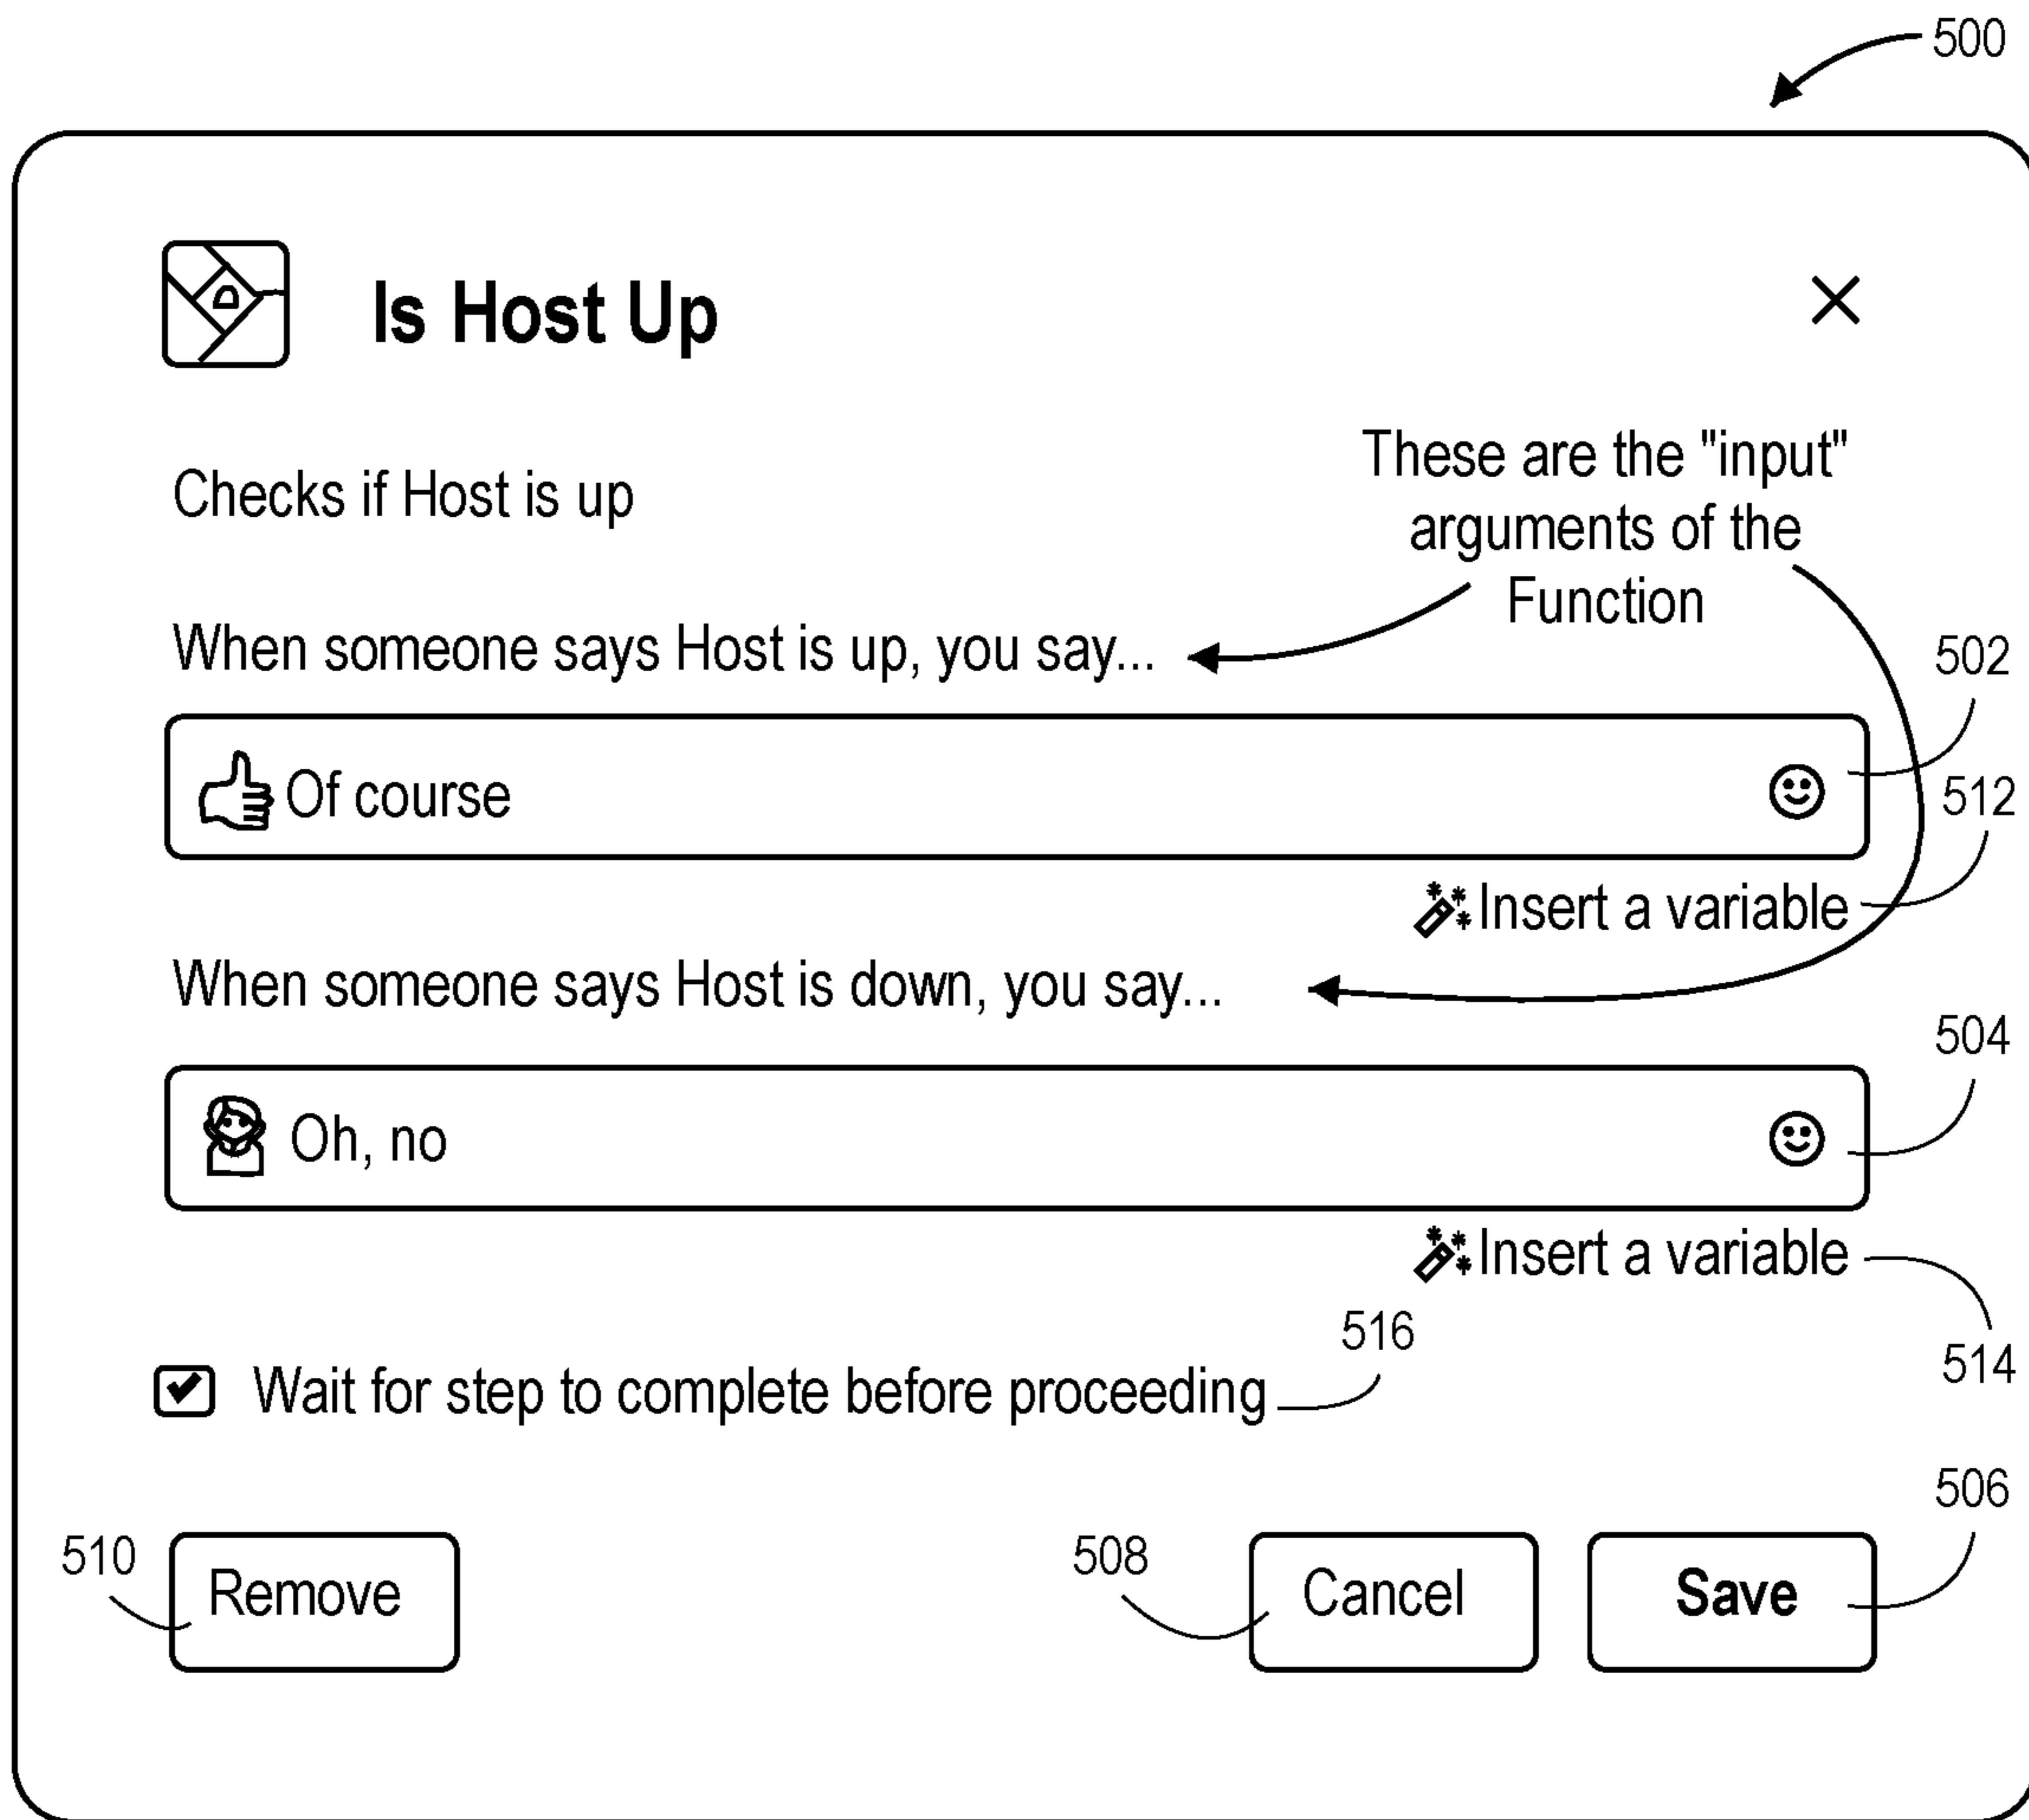 500
Is Host Up
These are the "input"
arguments of the
Function
Checks if Host is up
When someone says Host is up, you say...
502
Of course
512
Insert a variable
When someone says Host is down, you say...
504
Oh, no
Insert a variable
514
516
Wait for step to complete before proceeding
506
510
Remove
508
Cancel
Save